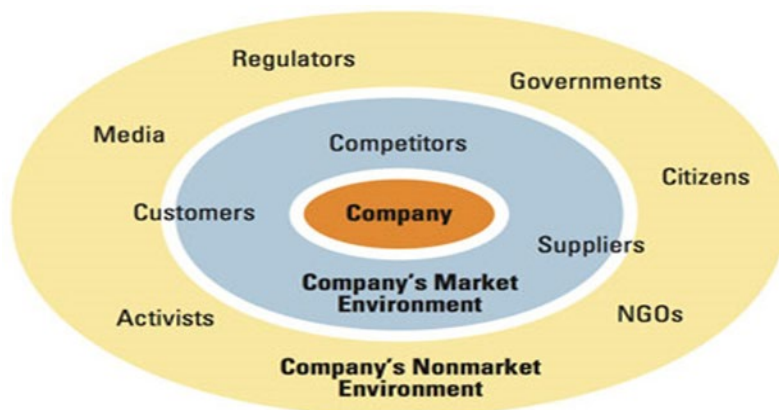 Regulators
Governments
Media
Competitors
Citizens
Customers
Company
Suppliers
Company's Market
Environment
Activists
NGOs
Company's Nonmarket
Environment